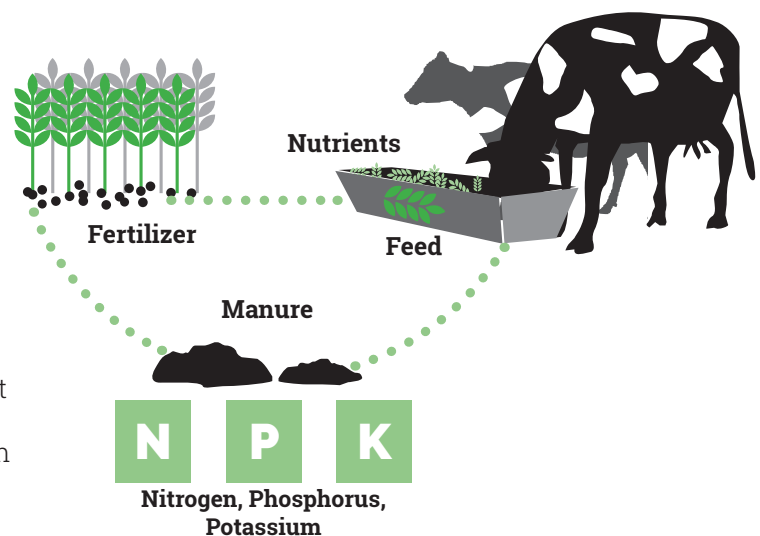 Nutrients
Fertilizer
Feed
Manure
t
n
N P K
Nitrogen, Phosphorus,
Potassium